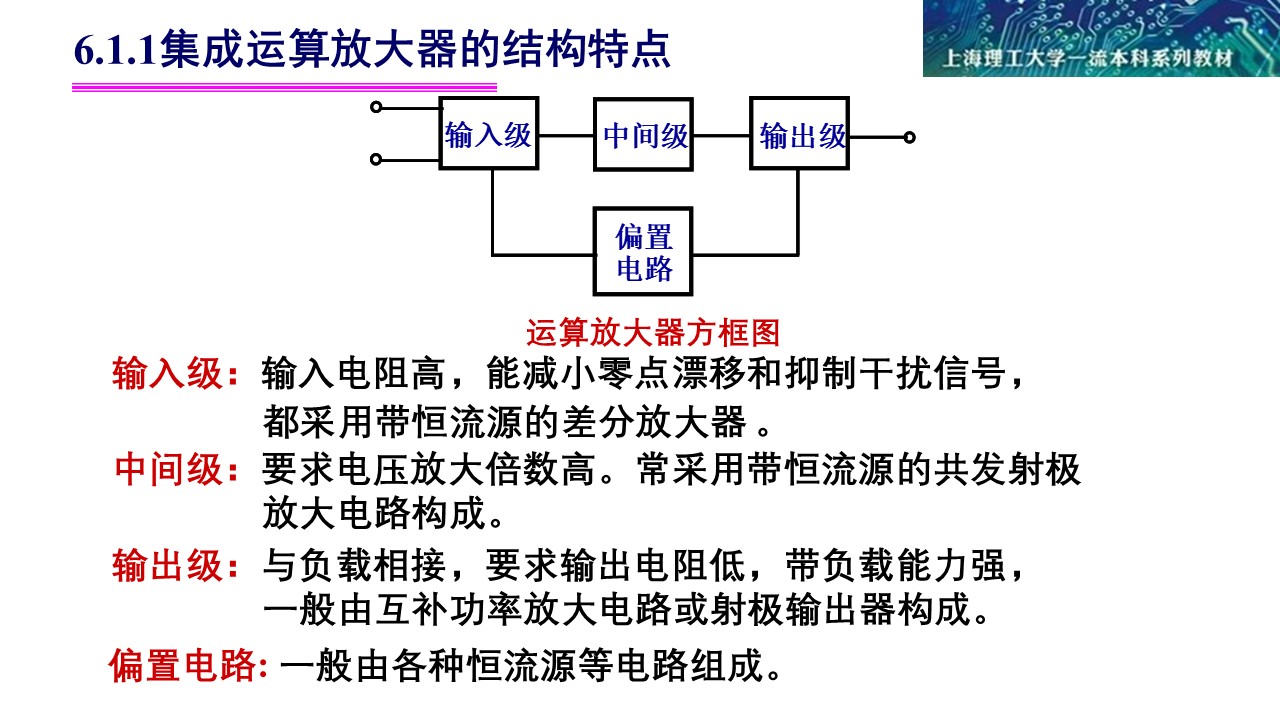 6.1.1集成运算放大器的结构特点
上海理工大学一流本科系列教材
输入级
中间级
输出级
偏置
电路
运算放大器方框图
输入级：输入电阻高，能减小零点漂移和抑制干扰信号，
都采用带恒流源的差分放大器 。
中间级：要求电压放大倍数高。常采用带恒流源的共发射极
放大电路构成。
输出级：与负载相接，要求输出电阻低，带负载能力强，
一般由互补功率放大电路或射极输出器构成。
偏置电路: 一般由各种恒流源等电路组成。